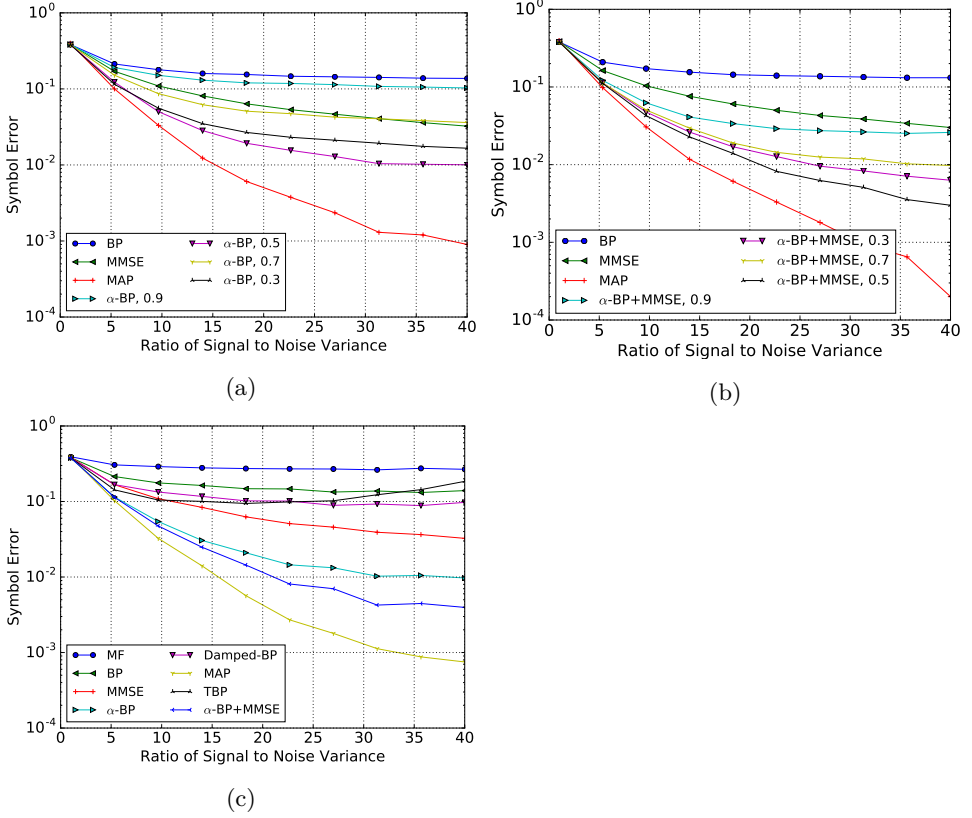 10^0
10^-1
10^-2
10^-3
10^-4
Symbol Error
BP
MMSE
MAP
α-BP, 0.9
α-BP, 0.5
α-BP, 0.7
α-BP, 0.3
0 5 10 15 20 25 30 35 40
Ratio of Signal to Noise Variance
(a)
10^0
10^-1
10^-2
10^-3
10^-4
Symbol Error
BP
MMSE
MAP
α-BP+MMSE, 0.9
α-BP+MMSE, 0.3
α-BP+MMSE, 0.7
α-BP+MMSE, 0.5
0 5 10 15 20 25 30 35 40
Ratio of Signal to Noise Variance
(b)
10^0
10^-1
10^-2
10^-3
10^-4
Symbol Error
MF
BP
MMSE
α-BP
Damped-BP
MAP
TBP
α-BP+MMSE
0 5 10 15 20 25 30 35 40
Ratio of Signal to Noise Variance
(c)